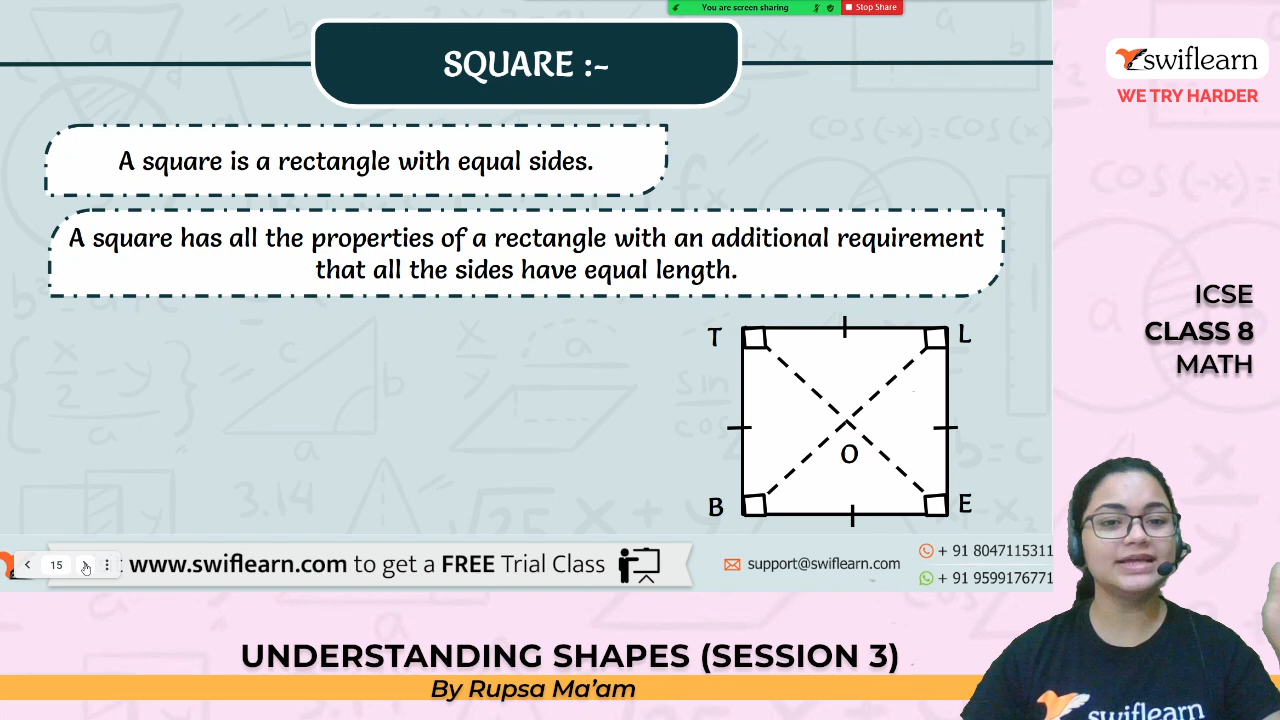 You are screen sharing
Stop Share
SQUARE :-
swiflearn
WE TRY HARDER
A square is a rectangle with equal sides.
A square has all the properties of a rectangle with an additional requirement
that all the sides have equal length.
ICSE
CLASS 8
MATH
T
L
O
B
E
15
www.swiflearn.com to get a FREE Trial Class
support@swiflearn.com
+ 91 8047115311
+ 91 9599176771
UNDERSTANDING SHAPES (SESSION 3)
By Rupsa Ma'am
swiflearn